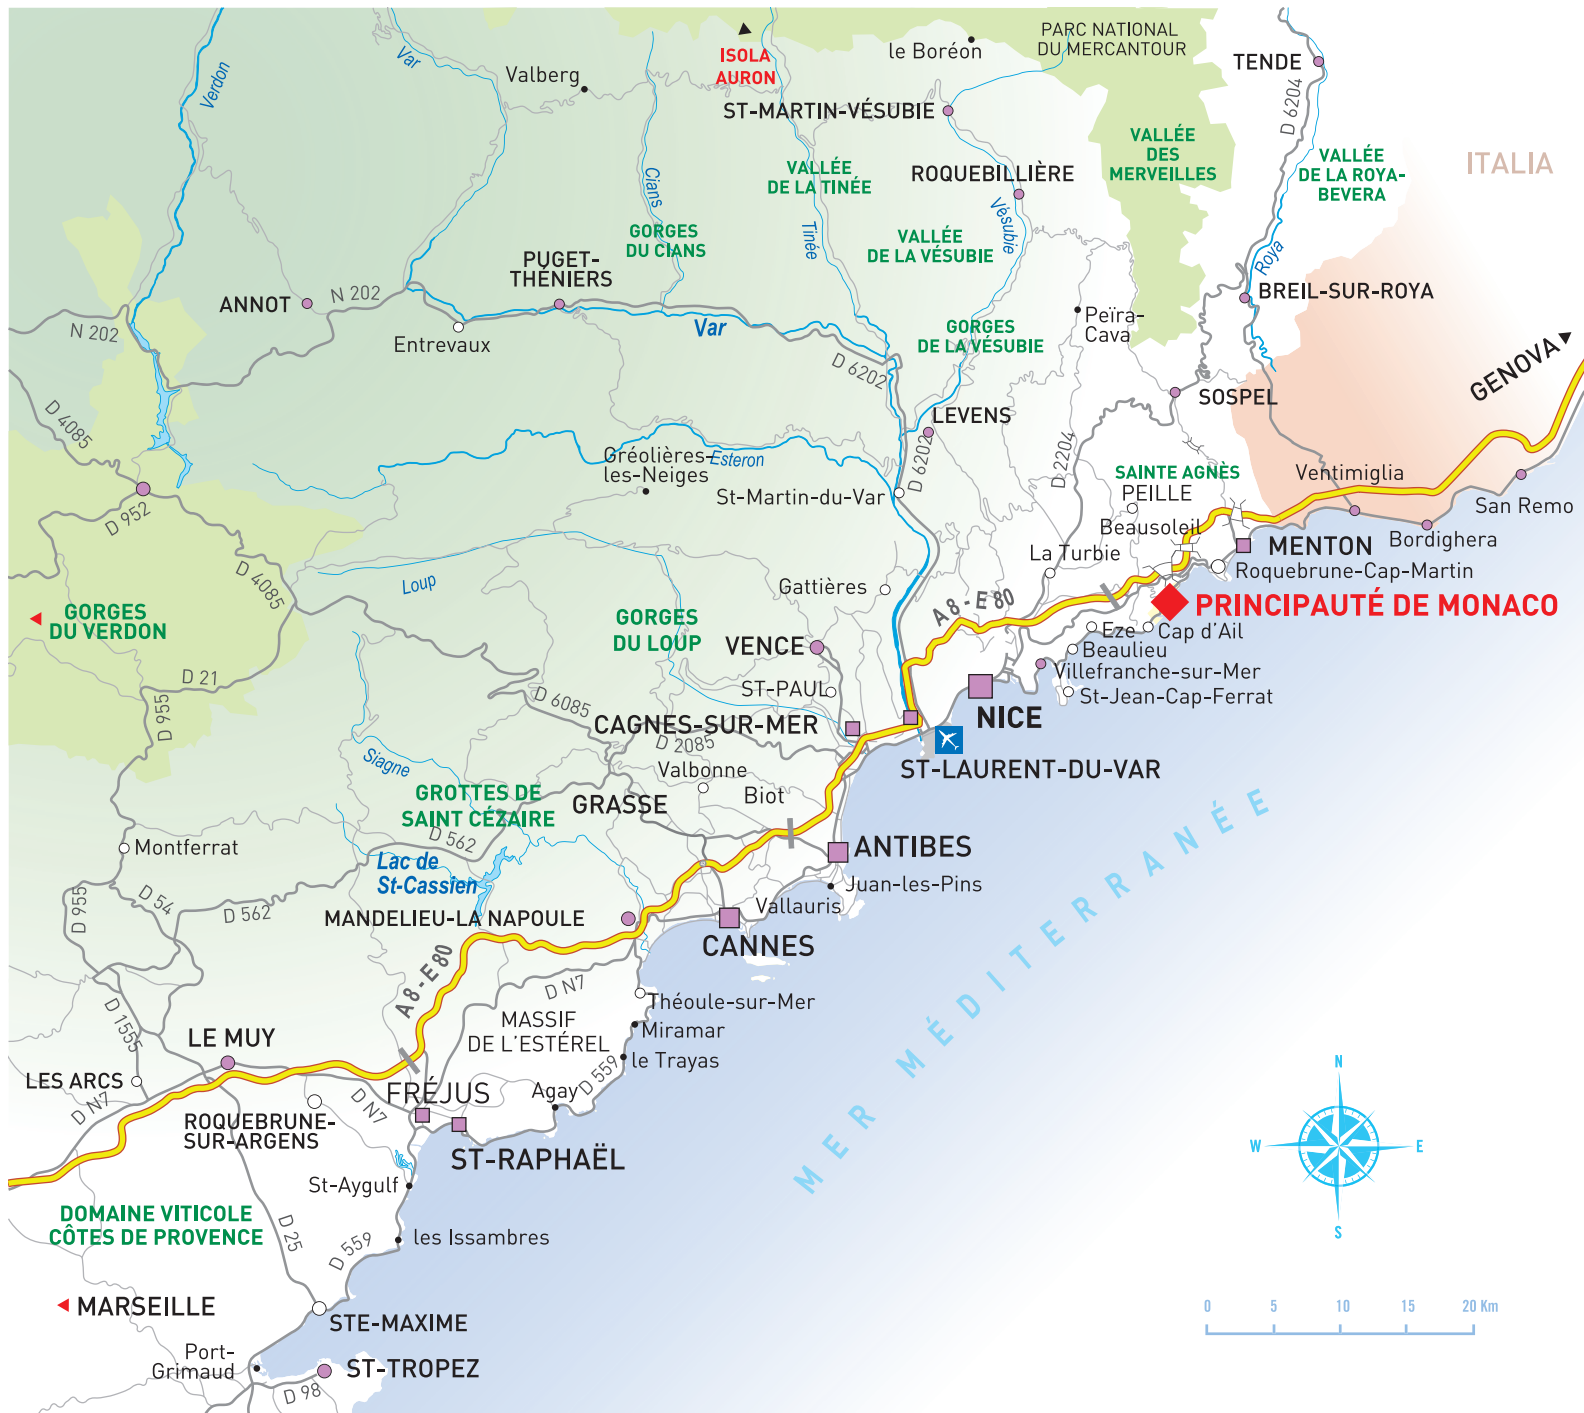 PARC NATIONAL
DU MERCANTOUR
le Boréon
ISOLA
AURON
Var
Verdon
Valberg
TENDE
D 6204
ST-MARTIN-VÉSUBIE
VALLÉE
DES
MERVEILLES
VALLÉE
DE LA ROYA-
BEVERA
ITALIA
VALLÉE
DE LA TINÉE
ROQUEBILLIÈRE
Cians
Tinée
Vésubie
GORGES
DU CIANS
VALLÉE
DE LA VÉSUBIE
Roya
PUGET-
THÉNIERS
ANNOT
N 202
BREIL-SUR-ROYA
N 202
Entrevaux
Var
Peïra-
Cava
GORGES
DE LA VÉSUBIE
D 6202
GENOVA
SOSPEL
LEVENS
D 4085
Gréolières-
les-Neiges
Esteron
D 6202
D 2204
St-Martin-du-Var
SAINTE AGNÈS
PEILLE
Ventimiglia
San Remo
D 952
Beausoleil
La Turbie
MENTON
Bordighera
D 4085
Loup
Gattières
Roquebrune-Cap-Martin
A 8 - E 80
GORGES
DU VERDON
GORGES
DU LOUP
PRINCIPAUTÉ DE MONACO
Eze
Cap d'Ail
VENCE
Beaulieu
Villefranche-sur-Mer
D 21
ST-PAUL
St-Jean-Cap-Ferrat
D 955
D 6085
CAGNES-SUR-MER
NICE
D 2085
Siagne
Valbonne
ST-LAURENT-DU-VAR
GROTTES DE
SAINT CÉZAIRE
GRASSE
Biot
D 562
Montferrat
ANTIBES
Lac de
St-Cassien
Juan-les-Pins
D 955
D 54
D 562
MANDELIEU-LA NAPOULE
Vallauris
CANNES
MER MÉDITERRANÉE
A 8 - E 80
D N7
Théoule-sur-Mer
D 1555
MASSIF
DE L'ESTÉREL
Miramar
LE MUY
le Trayas
LES ARCS
D 559
D N7
FRÉJUS
Agay
D N7
ROQUEBRUNE-
SUR-ARGENS
ST-RAPHAËL
St-Aygulf
N
W
E
S
DOMAINE VITICOLE
CÔTES DE PROVENCE
D 25
D 559
les Issambres
MARSEILLE
STE-MAXIME
0 5 10 15 20 Km
Port-
Grimaud
ST-TROPEZ
D 98